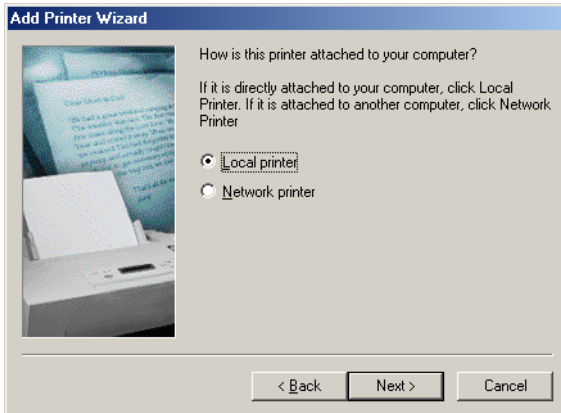 Add Printer Wizard
How is this printer attached to your computer?
If it is directly attached to your computer, click Local
Printer. If it is attached to another computer, click Network
Printer
Local printer
Network printer
< Back
Next >
Cancel